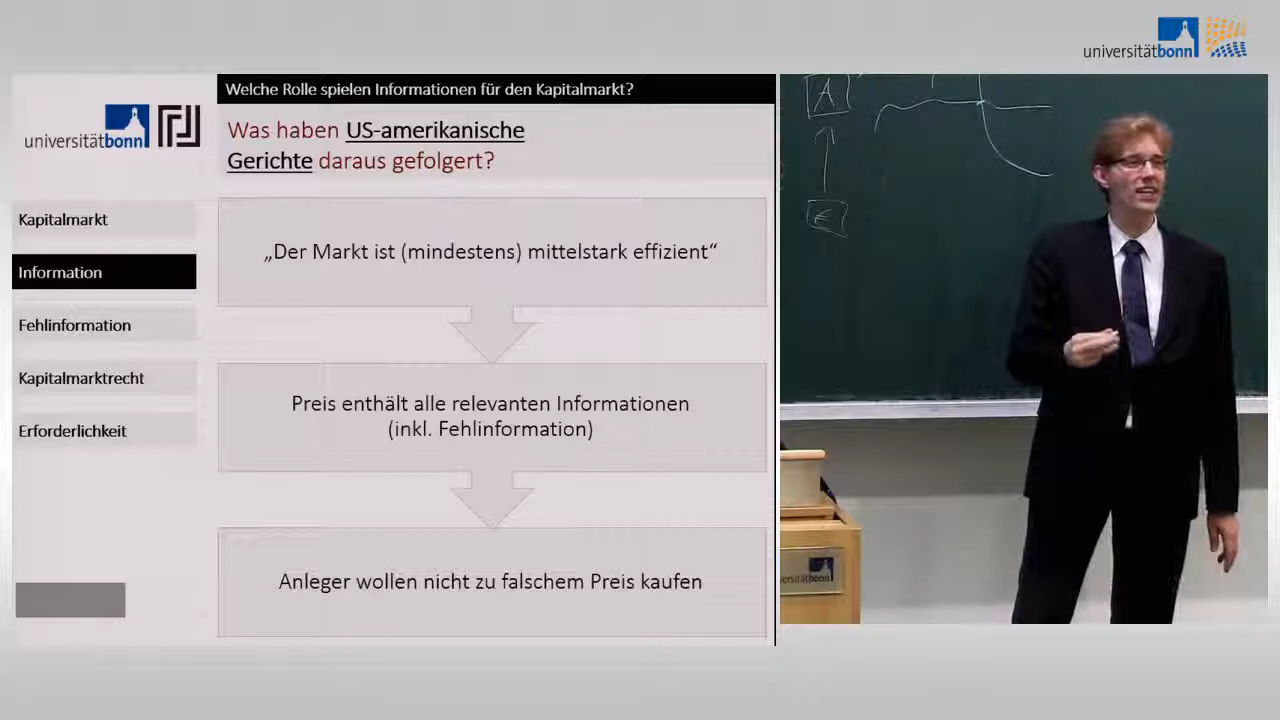 universitätbonn
Welche Rolle spielen Informationen für den Kapitalmarkt?
universitätbonn
Was haben US-amerikanische
Gerichte daraus gefolgert?
Kapitalmarkt
Information
Fehlinformation
Kapitalmarktrecht
Erforderlichkeit
„Der Markt ist (mindestens) mittelstark effizient“
Preis enthält alle relevanten Informationen
(inkl. Fehlinformation)
Anleger wollen nicht zu falschem Preis kaufen
A
€
universitätbonn